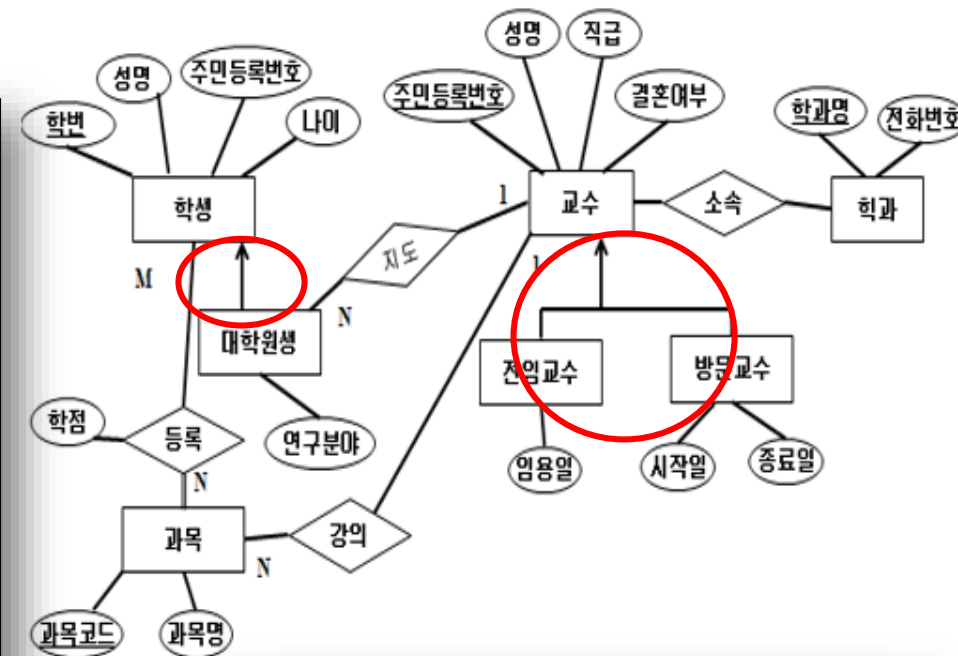 성명
직급
주민등록번호
결혼여부
성명
주민등록번호
학번
나이
학과명
전화번호
학생
교수
소속
힉과
1
지도
M
N
1
대학원생
전임교수
방문교수
학점
등록
연구분야
임용일
시작일
종료일
N
과목
강의
N
과목코드
과목명